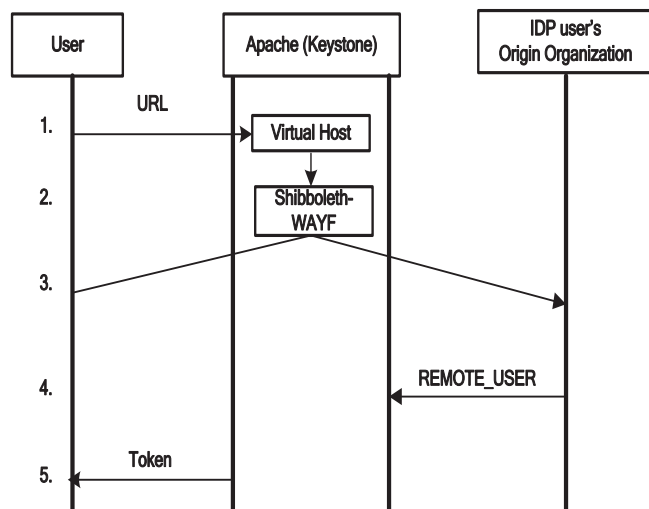 User
Apache (Keystone)
IDP user's
Origin Organization
URL
1.
Virtual Host
2.
Shibboleth-
WAYF
3.
4.
REMOTE_USER
5.
Token